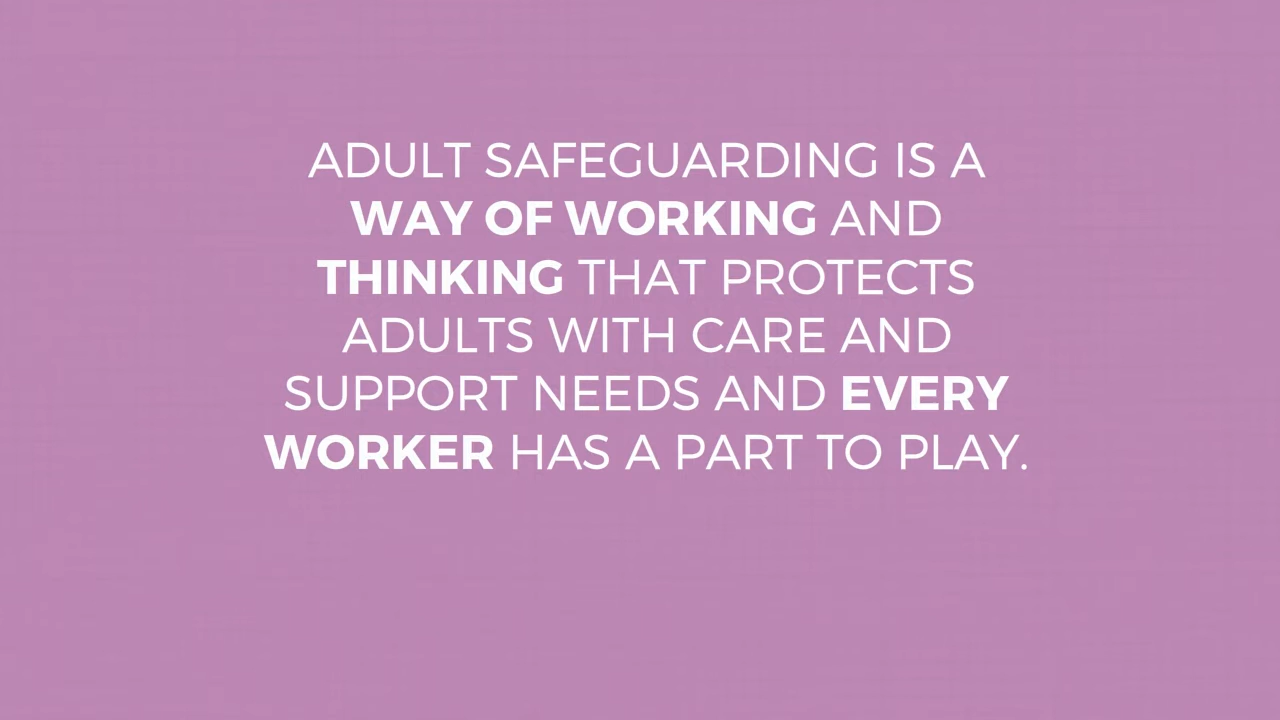 ADULT SAFEGUARDING IS A
WAY OF WORKING AND
THINKING THAT PROTECTS
ADULTS WITH CARE AND
SUPPORT NEEDS AND EVERY
WORKER HAS A PART TO PLAY.